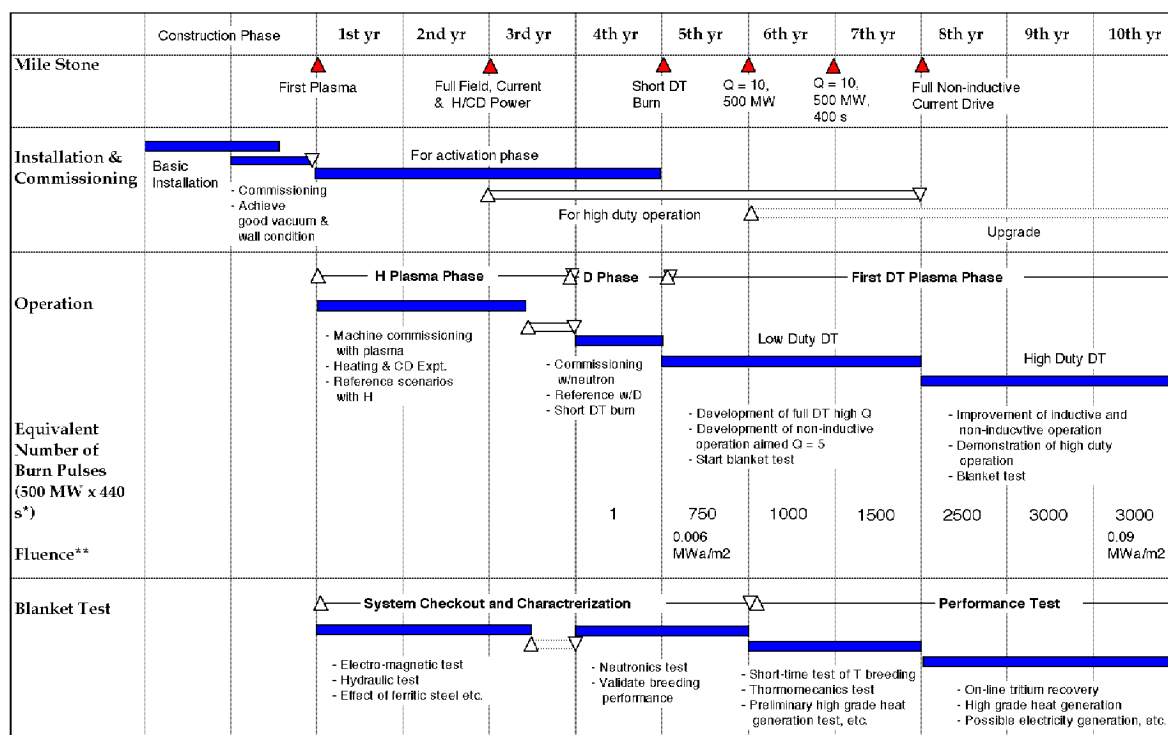 Construction Phase 1st yr 2nd yr 3rd yr 4th yr 5th yr 6th yr 7th yr 8th yr 9th yr 10th yr
Mile Stone
First Plasma
Full Field, Current
& H/CD Power
Short DT
Burn
Q = 10,
500 MW
Q = 10,
500 MW,
400 s
Full Non-inductive
Current Drive
Installation &
Commissioning
Basic
Installation
- Commissioning
- Achieve
good vacuum &
wall condition
For activation phase
For high duty operation
Upgrade
Operation
H Plasma Phase
D Phase
First DT Plasma Phase
- Machine commissioning
with plasma
- Heating & CD Expt.
- Reference scenarios
with H
- Commissioning
w/neutron
- Reference w/D
- Short DT burn
Low Duty DT
- Development of full DT high Q
- Developmentt of non-inductive
operation aimed Q = 5
- Start blanket test
High Duty DT
- Improvement of inductive and
non-inducvtive operation
- Demonstration of high duty
operation
- Blanket test
Equivalent
Number of
Burn Pulses
(500 MW x 440
s*)
1 750 1000 1500 2500 3000 3000
Fluence**
0.006
MWa/m2
0.09
MWa/m2
Blanket Test
System Checkout and Charactrerization
Performance Test
- Electro-magnetic test
- Hydraulic test
- Effect of ferritic steel etc.
- Neutronics test
- Validate breeding
performance
- Short-time test of T breeding
- Thormomecanics test
- Preliminary high grade heat
generation test, etc.
- On-line tritium recovery
- High grade heat generation
- Possible electricity generation, etc.